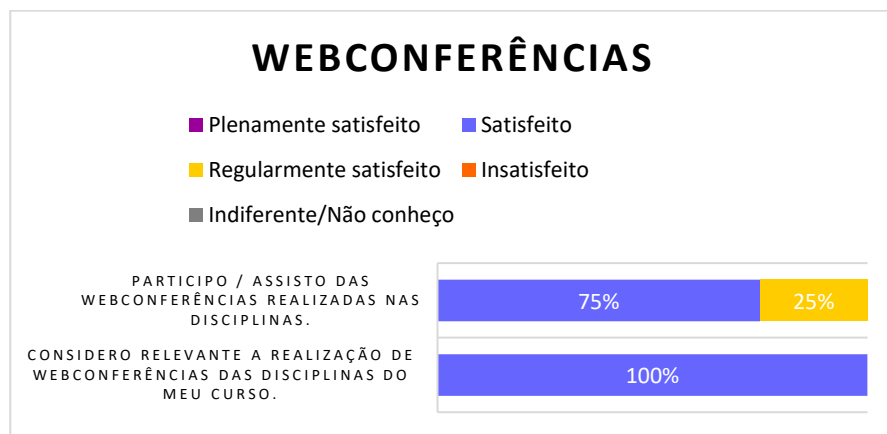 WEBCONFERÊNCIAS
Plenamente satisfeito Satisfeito
Regularmente satisfeito Insatisfeito
Indiferente/Não conheço
PARTICIPO / ASSISTO DAS
WEBCONFERÊNCIAS REALIZADAS NAS
DISCIPLINAS.
75% 25%
CONSIDERO RELEVANTE A REALIZAÇÃO DE
WEBCONFERÊNCIAS DAS DISCIPLINAS DO
MEU CURSO.
100%